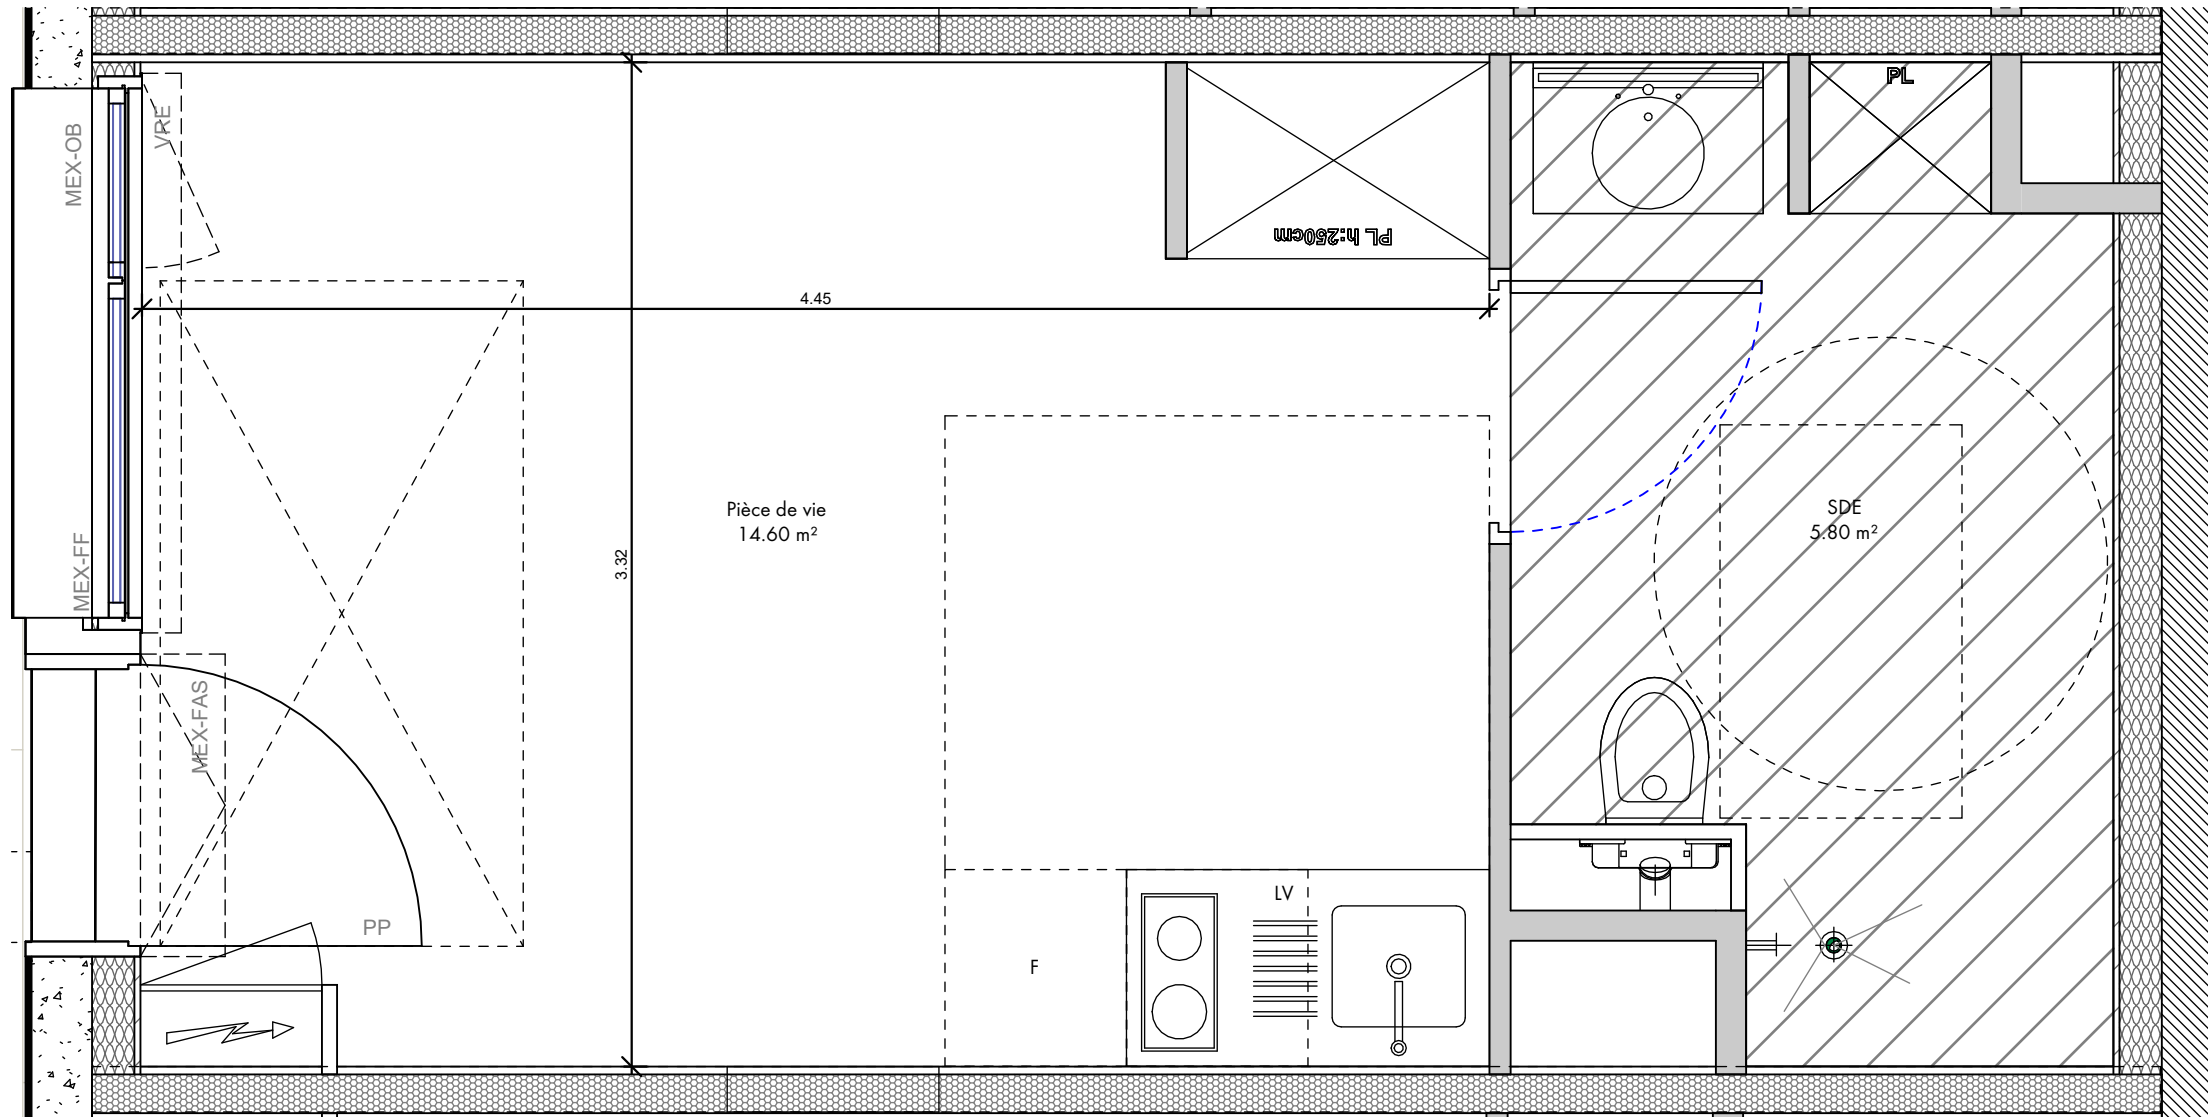 PL
MEX-OB
VRE
PL h:250cm
4.45
Pièce de vie
14.60 m²
SDE
5.80 m²
3.32
MEX-FF
MEX-FAS
PP
LV
F